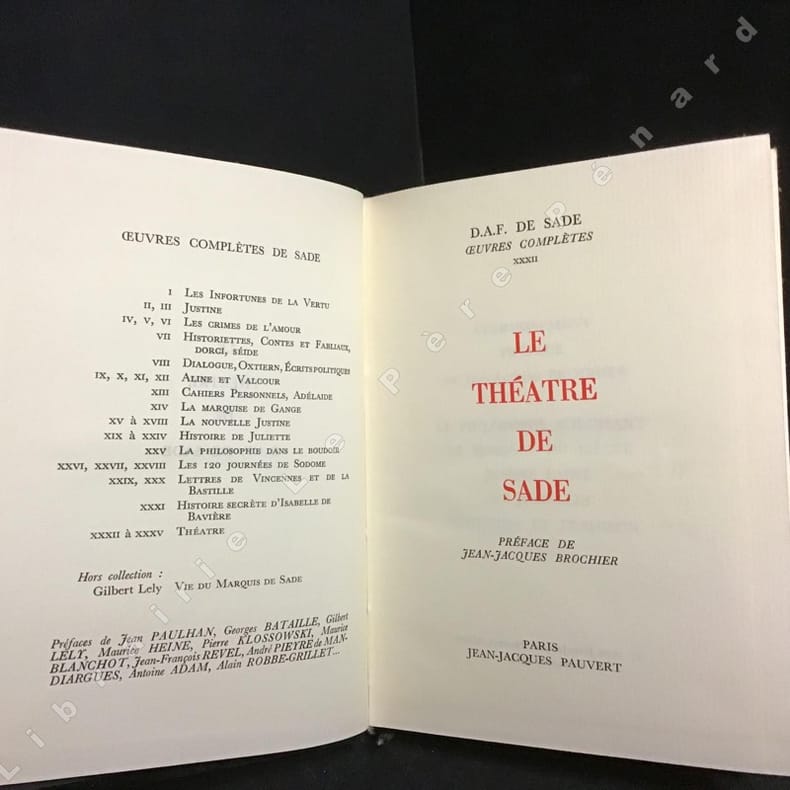 ŒUVRES COMPLÈTES DE SADE
I LES INFORTUNES DE LA VERTU
II, III JUSTINE
IV, V, VI LES CRIMES DE L'AMOUR
VII HISTORIETTES, CONTES ET FABLIAUX,
DORCI, SÉIDE
VIII DIALOGUE, OXTIERN, ÉCRITS POLITIQUES
IX, X, XI, XII ALINE ET VALCOUR
XIII CAHIERS PERSONNELS, ADÉLAIDE
XIV LA MARQUISE DE GANGE
XV à XVIII LA NOUVELLE JUSTINE
XIX à XXIV HISTOIRE DE JULIETTE
XXV LA PHILOSOPHIE DANS LE BOUDOIR
XXVI, XXVII, XXVIII LES 120 JOURNÉES DE SODOME
XXIX, XXX LETTRES DE VINCENNES ET DE LA
BASTILLE
XXXI HISTOIRE SECRÈTE D'ISABELLE DE
BAVIÈRE
XXXII à XXXV THÉATRE
Hors collection :
Gilbert Lely VIE DU MARQUIS DE SADE
Préfaces de Jean PAULHAN, Georges BATAILLE, Gilbert
LÉLY, Maurice HEINE, Pierre KLOSSOWSKI, Maurice
BLANCHOT, Jean-François REVEL, André PIEYRE de MAN-
DIARGUES, Antoine ADAM, Alain ROBBE-GRILLET...
D.A.F. DE SADE
ŒUVRES COMPLÈTES
XXXII
LE
THÉATRE
DE
SADE
PRÉFACE DE
JEAN-JACQUES BROCHIER
PARIS
JEAN-JACQUES PAUVERT
Librairie Le Père Pénard